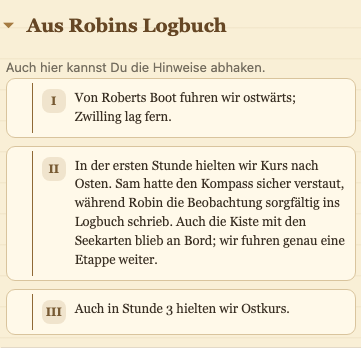 Aus Robins Logbuch
Auch hier kannst Du die Hinweise abhaken.
I
Von Roberts Boot fuhren wir ostwärts;
Zwilling lag fern.
II
In der ersten Stunde hielten wir Kurs nach
Osten. Sam hatte den Kompass sicher verstaut,
während Robin die Beobachtung sorgfältig ins
Logbuch schrieb. Auch die Kiste mit den
Seekarten blieb an Bord; wir fuhren genau eine
Etappe weiter.
III
Auch in Stunde 3 hielten wir Ostkurs.